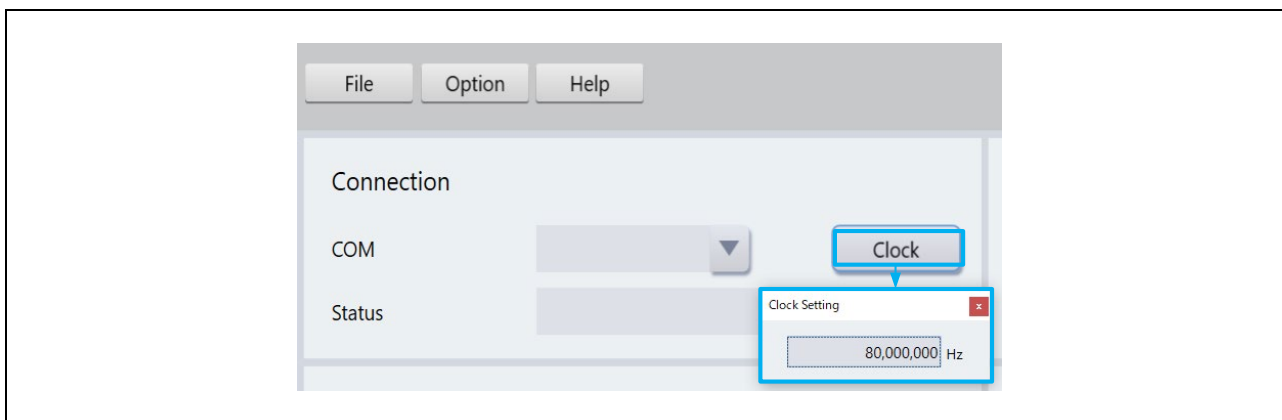 File Option Help
Connection
COM Clock
Status
Clock Setting x
80,000,000 Hz